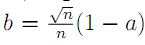 b = \frac{\sqrt{n}}{n}(1 - a)